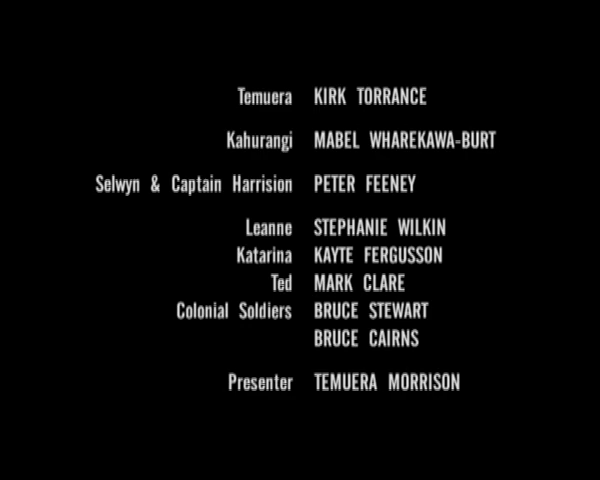 Temuera KIRK TORRANCE
Kahurangi MABEL WHAREKAWA-BURT
Selwyn & Captain Harrision PETER FEENEY
Leanne STEPHANIE WILKIN
Katarina KAYTE FERGUSSON
Ted MARK CLARE
Colonial Soldiers BRUCE STEWART
BRUCE CAIRNS
Presenter TEMUERA MORRISON